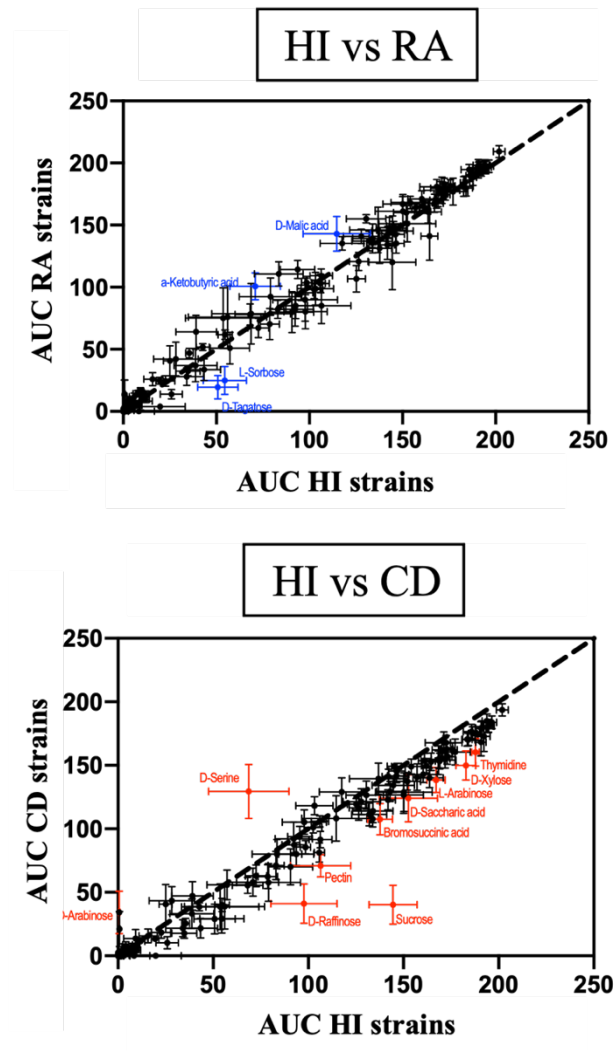 HI vs RA
250
200
150
100
50
0
AUC RA strains
D-Malic acid
a-Ketobutyric acid
L-Sorbose
D-Tagatose
0 50 100 150 200 250
AUC HI strains
HI vs CD
250
200
150
100
50
0
AUC CD strains
D-Serine
Thymidine
D-Xylose
L-Arabinose
D-Saccharic acid
Bromosuccinic acid
Pectin
D-Raffinose
Sucrose
-Arabinose
0 50 100 150 200 250
AUC HI strains